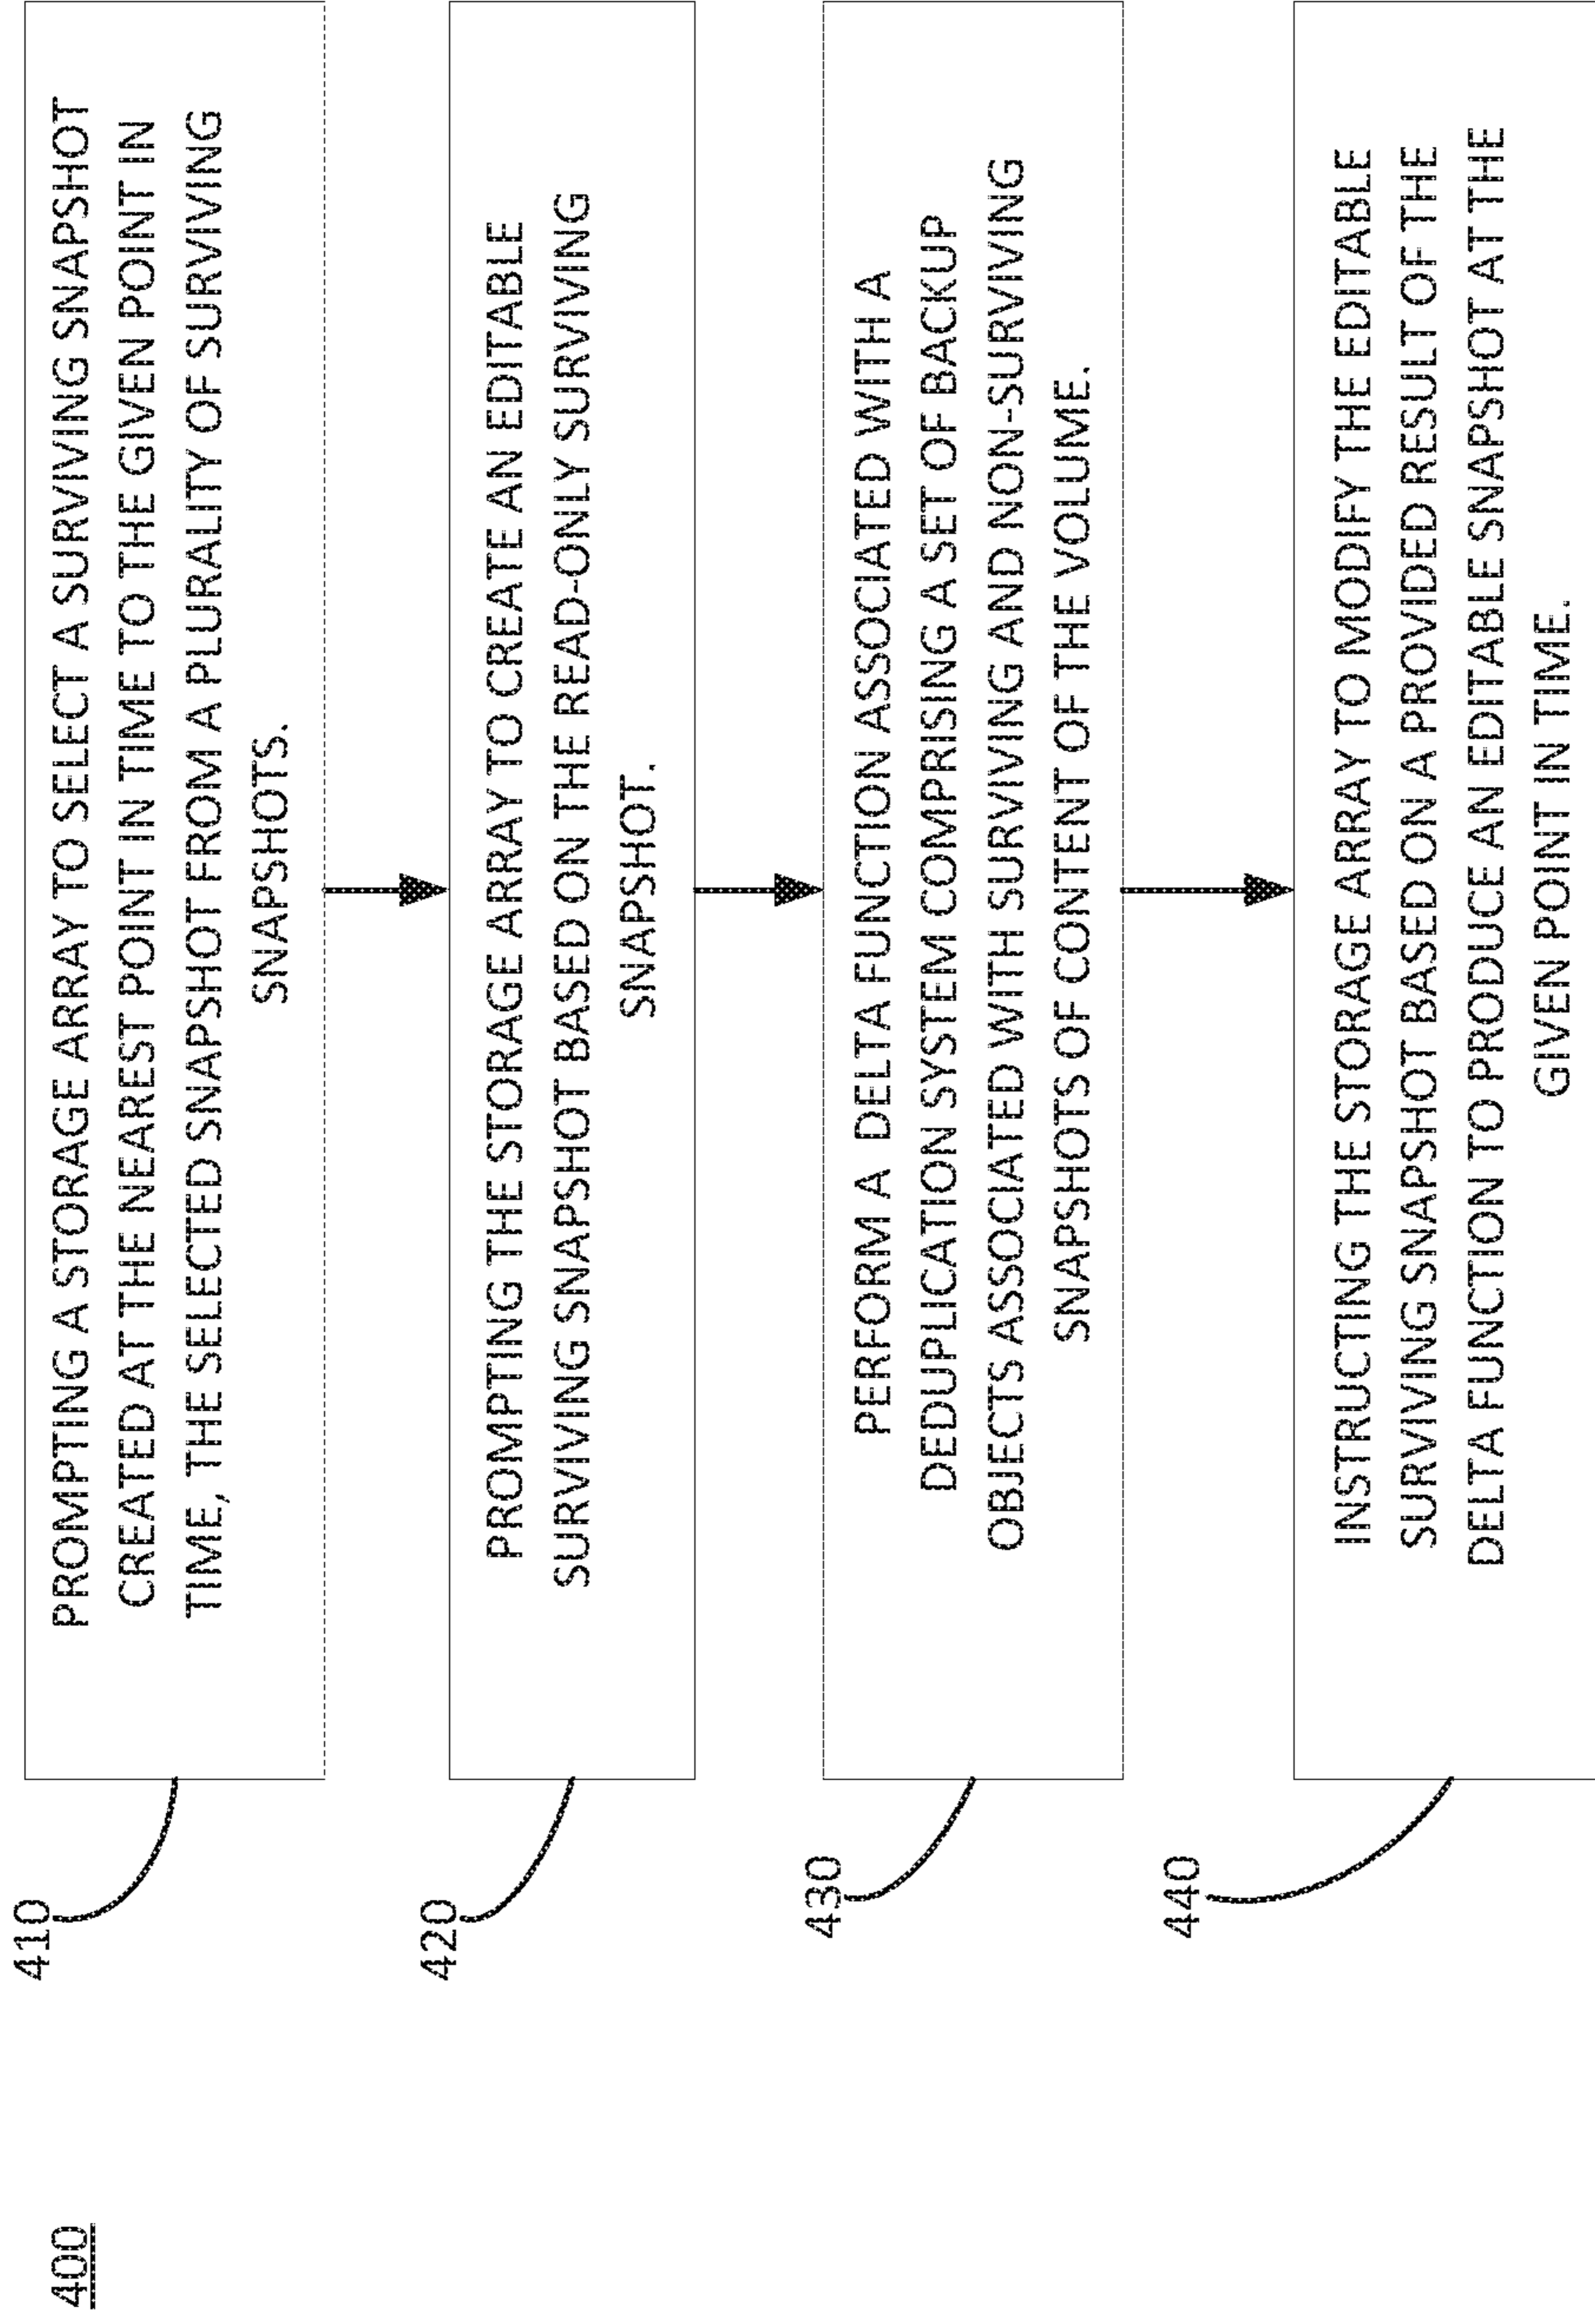 400
410
PROMPTING A STORAGE ARRAY TO SELECT A SURVIVING SNAPSHOT
CREATED AT THE NEAREST POINT IN TIME TO THE GIVEN POINT IN
TIME, THE SELECTED SNAPSHOT FROM A PLURALITY OF SURVIVING
SNAPSHOTS.
420
PROMPTING THE STORAGE ARRAY TO CREATE AN EDITABLE
SURVIVING SNAPSHOT BASED ON THE READ-ONLY SURVIVING
SNAPSHOT.
430
PERFORM A DELTA FUNCTION ASSOCIATED WITH A
DEDUPLICATION SYSTEM COMPRISING A SET OF BACKUP
OBJECTS ASSOCIATED WITH SURVIVING AND NON-SURVIVING
SNAPSHOTS OF CONTENT OF THE VOLUME.
440
INSTRUCTING THE STORAGE ARRAY TO MODIFY THE EDITABLE
SURVIVING SNAPSHOT BASED ON A PROVIDED RESULT OF THE
DELTA FUNCTION TO PRODUCE AN EDITABLE SNAPSHOT AT THE
GIVEN POINT IN TIME.